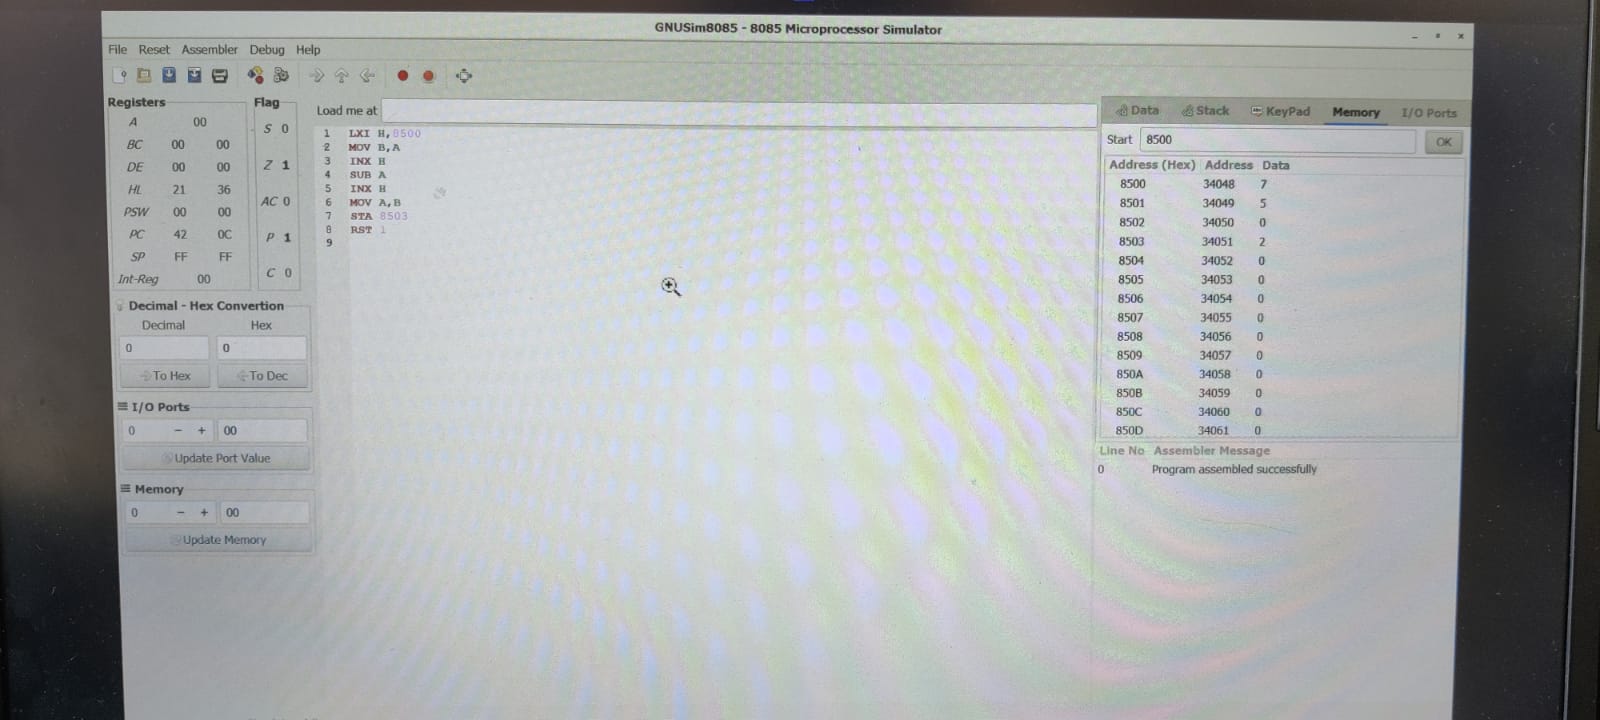 GNUSim8085 - 8085 Microprocessor Simulator
File Reset Assembler Debug Help
Registers
A 00
BC 00 00
DE 00 00
HL 21 36
PSW 00 00
PC 42 0C
SP FF FF
Int-Reg 00
Flag
S 0
Z 1
AC 0
P 1
C 0
Decimal - Hex Convertion
Decimal Hex
0 0
To Hex To Dec
I/O Ports
0 - + 00
Update Port Value
Memory
0 - + 00
Update Memory
Load me at
1 LXI H,8500
2 MOV B,A
3 INX H
4 SUB A
5 INX H
6 MOV A,B
7 STA 8503
8 RST 1
9
Data Stack KeyPad Memory I/O Ports
Start 8500 OK
Address (Hex) Address Data
8500 34048 7
8501 34049 5
8502 34050 0
8503 34051 2
8504 34052 0
8505 34053 0
8506 34054 0
8507 34055 0
8508 34056 0
8509 34057 0
850A 34058 0
850B 34059 0
850C 34060 0
850D 34061 0
Line No Assembler Message
0 Program assembled successfully